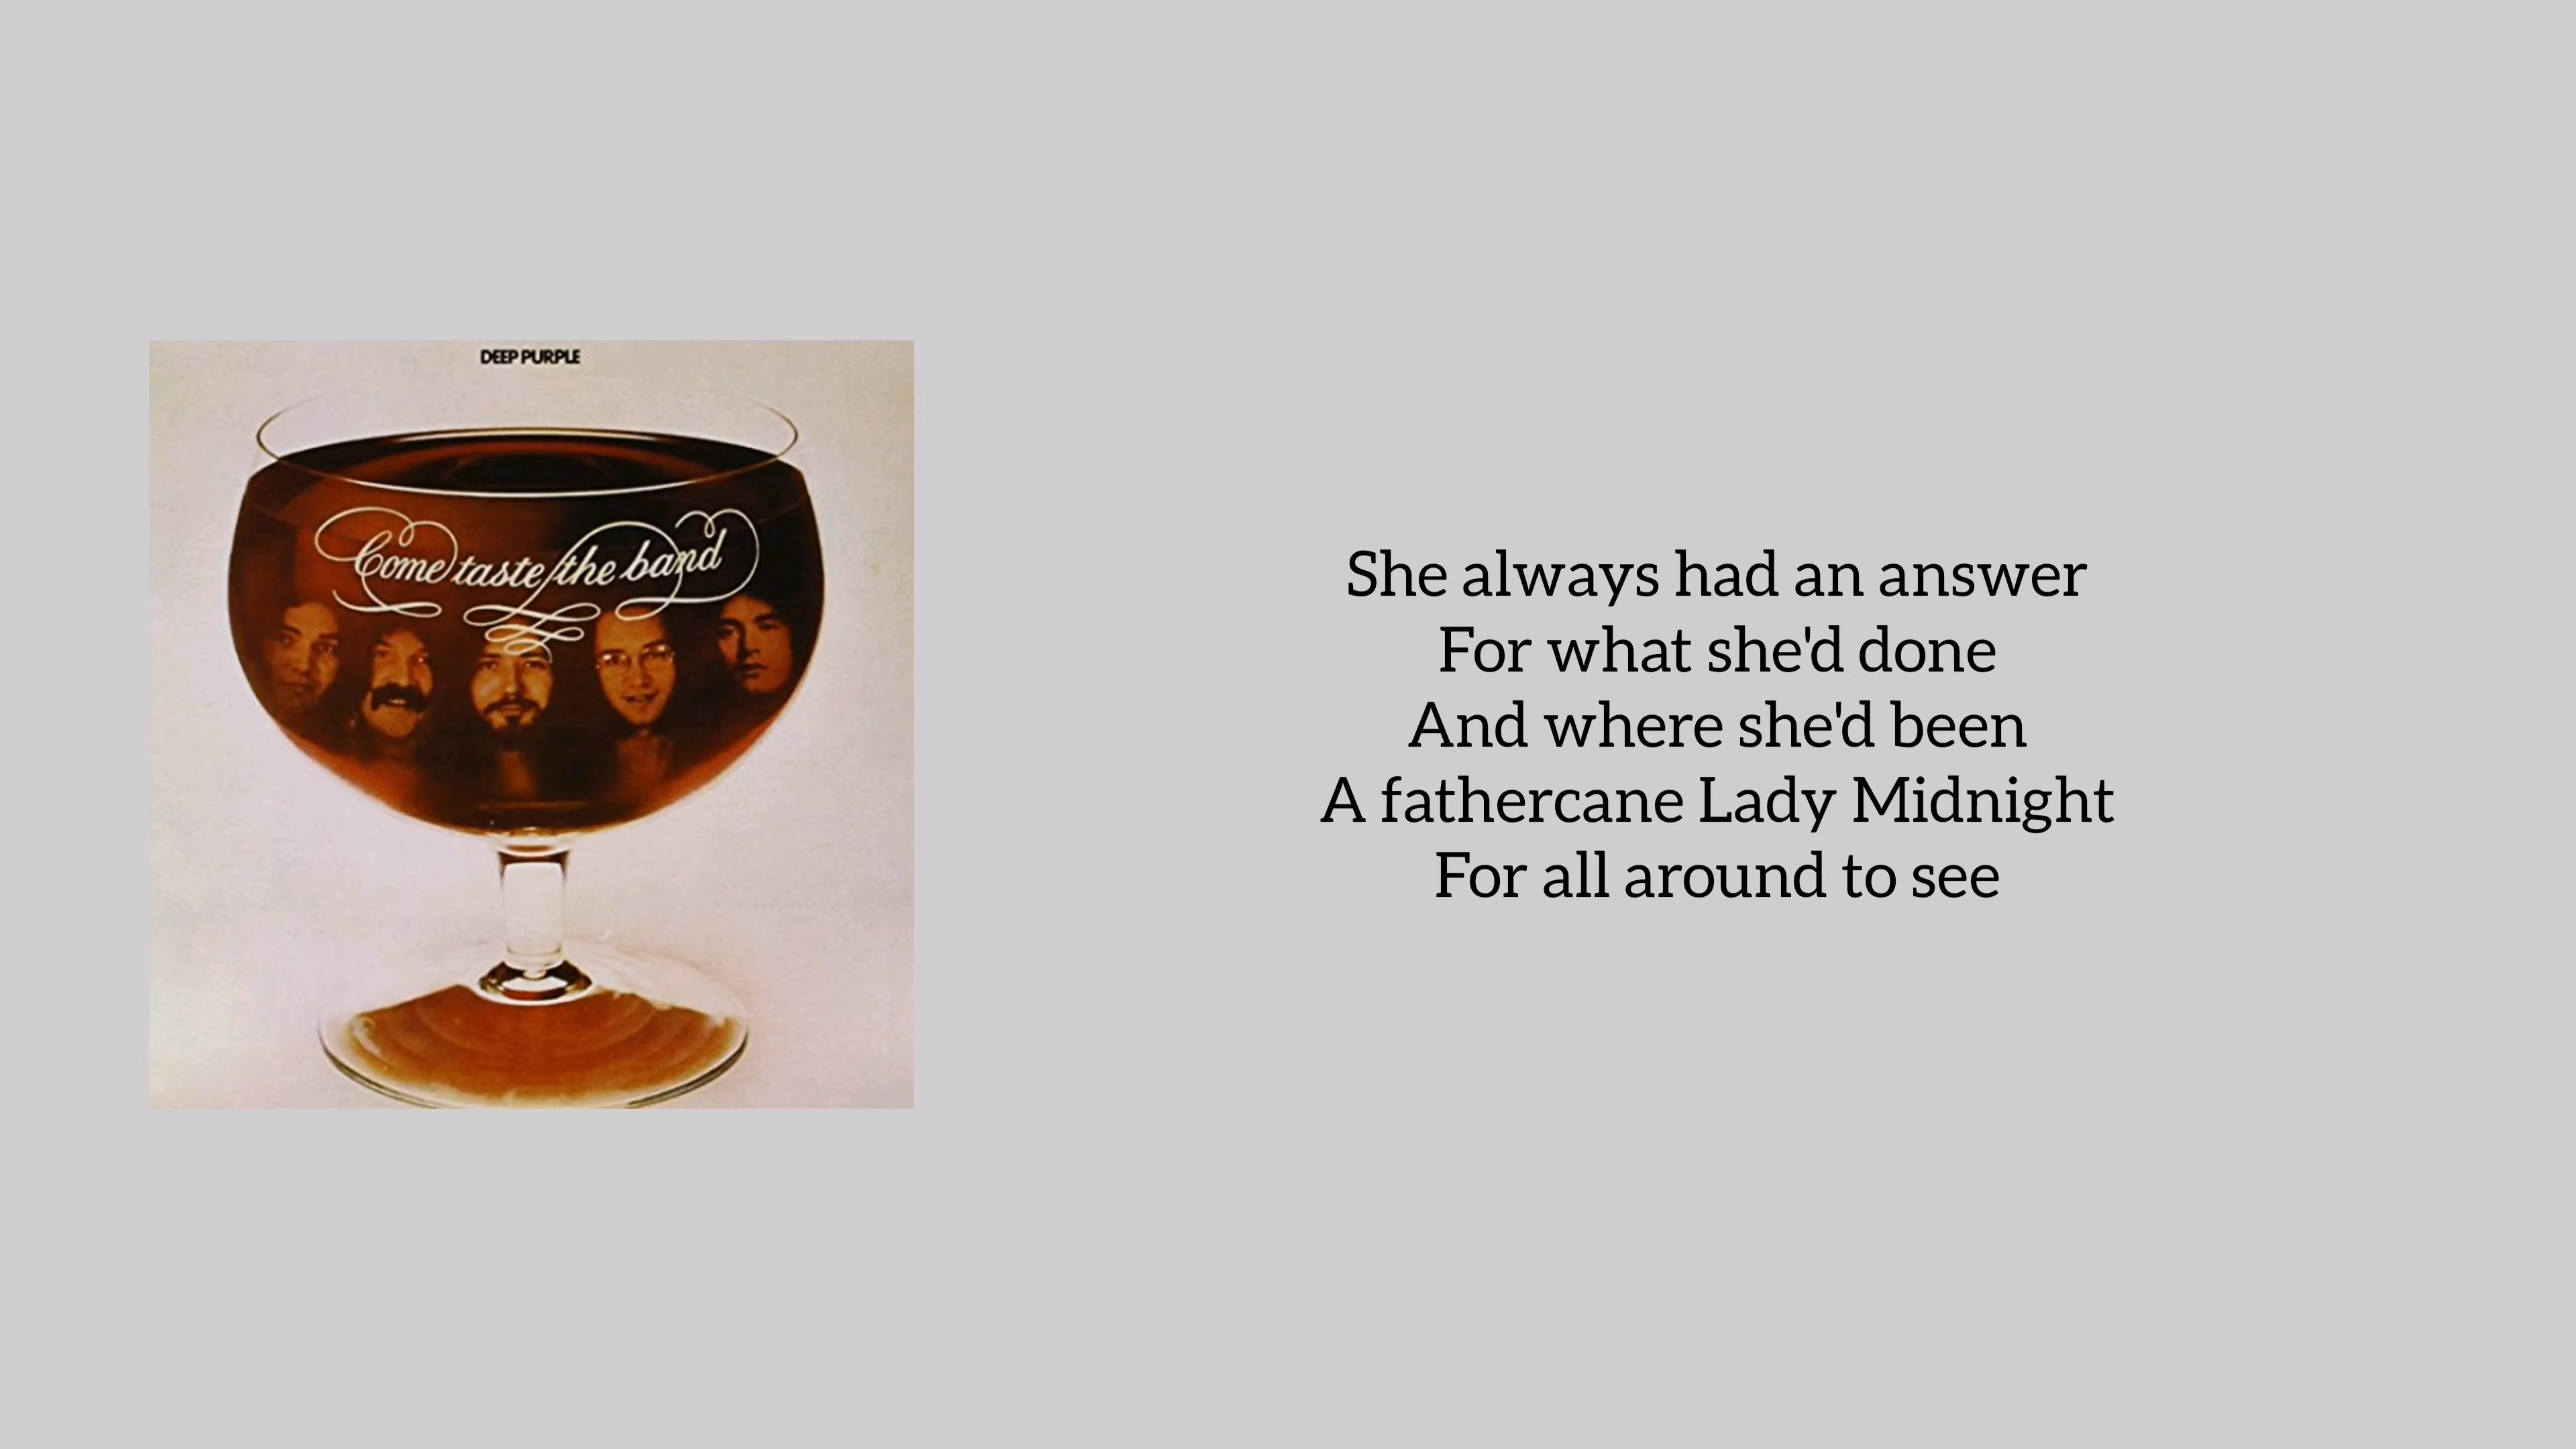 DEEP PURPLE
Come taste the band
She always had an answer
For what she'd done
And where she'd been
A fathercane Lady Midnight
For all around to see